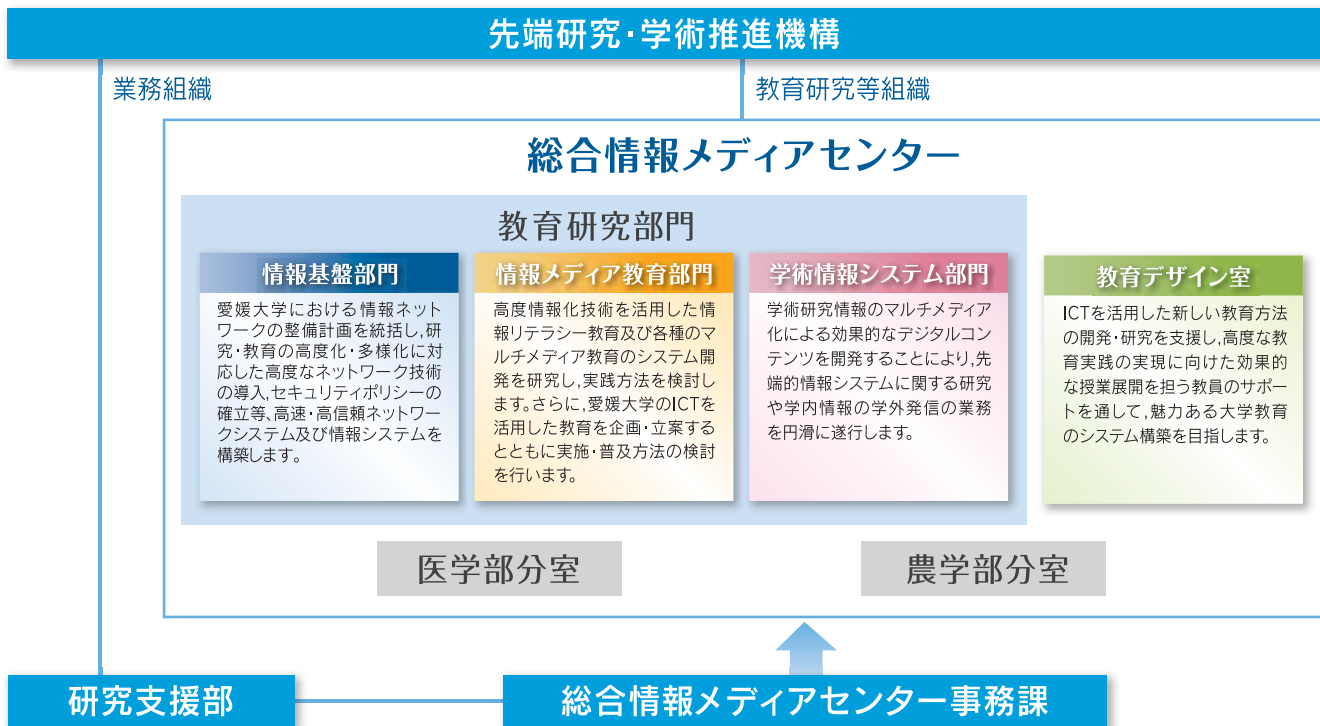 先端研究・学術推進機構
業務組織
教育研究等組織
総合情報メディアセンター
教育研究部門
情報基盤部門
愛媛大学における情報ネット
ワークの整備計画を統括し,研
究・教育の高度化・多様化に対
応した高度なネットワーク技術
の導入、セキュリティポリシーの
確立等、高速・高信頼ネットワー
クシステム及び情報システムを
構築します。
情報メディア教育部門
高度情報化技術を活用した情
報リテラシー教育及び各種のマ
ルチメディア教育のシステム開
発を研究し,実践方法を検討し
ます。さらに,愛媛大学のICTを
活用した教育を企画・立案する
とともに実施・普及方法の検討
を行います。
学術情報システム部門
学術研究情報のマルチメディア
化による効果的なデジタルコン
テンツを開発することにより,先
端的情報システムに関する研究
や学内情報の学外発信の業務
を円滑に遂行します。
教育デザイン室
ICTを活用した新しい教育方法
の開発・研究を支援し,高度な教
育実践の実現に向けた効果的
な授業展開を担う教員のサポー
トを通して,魅力ある大学教育
のシステム構築を目指します。
医学部分室
農学部分室
研究支援部
総合情報メディアセンター事務課